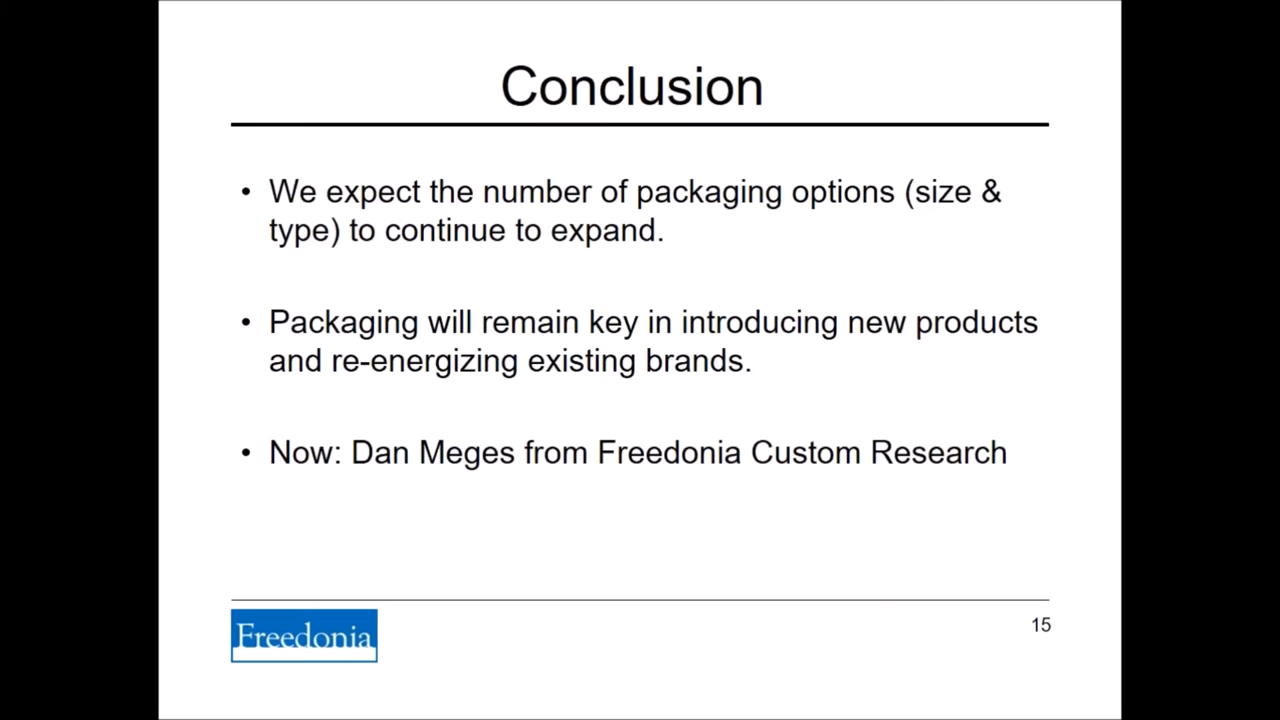 Conclusion
• We expect the number of packaging options (size &
type) to continue to expand.
• Packaging will remain key in introducing new products
and re-energizing existing brands.
• Now: Dan Meges from Freedonia Custom Research
Freedonia
15